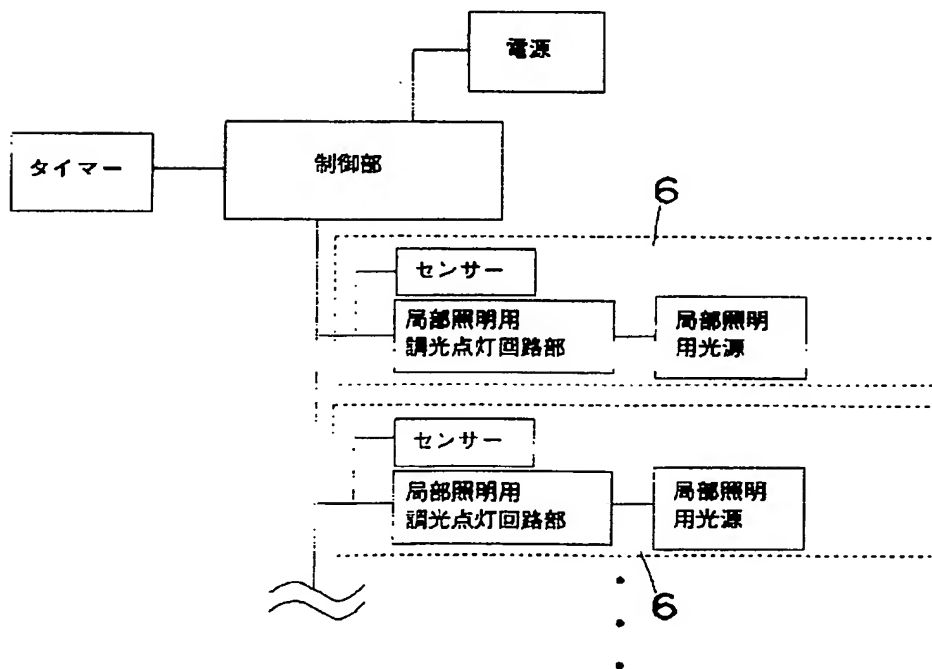 電源
タイマー
制御部
6
センサー
局部照明用
調光点灯回路部
局部照明
用光源
センサー
局部照明用
調光点灯回路部
局部照明
用光源
6